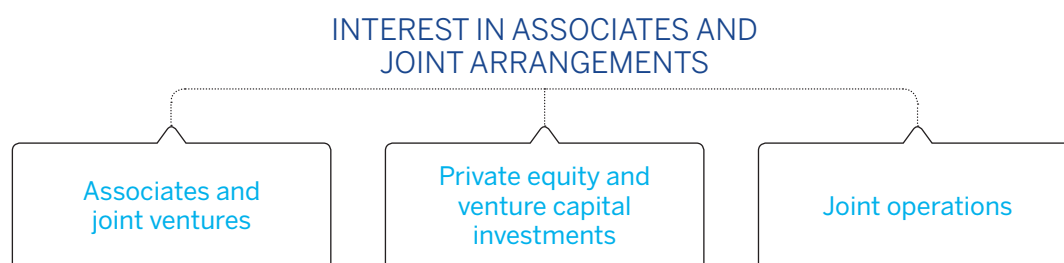 INTEREST IN ASSOCIATES AND
JOINT ARRANGEMENTS
Associates and
joint ventures
Private equity and
venture capital
investments
Joint operations